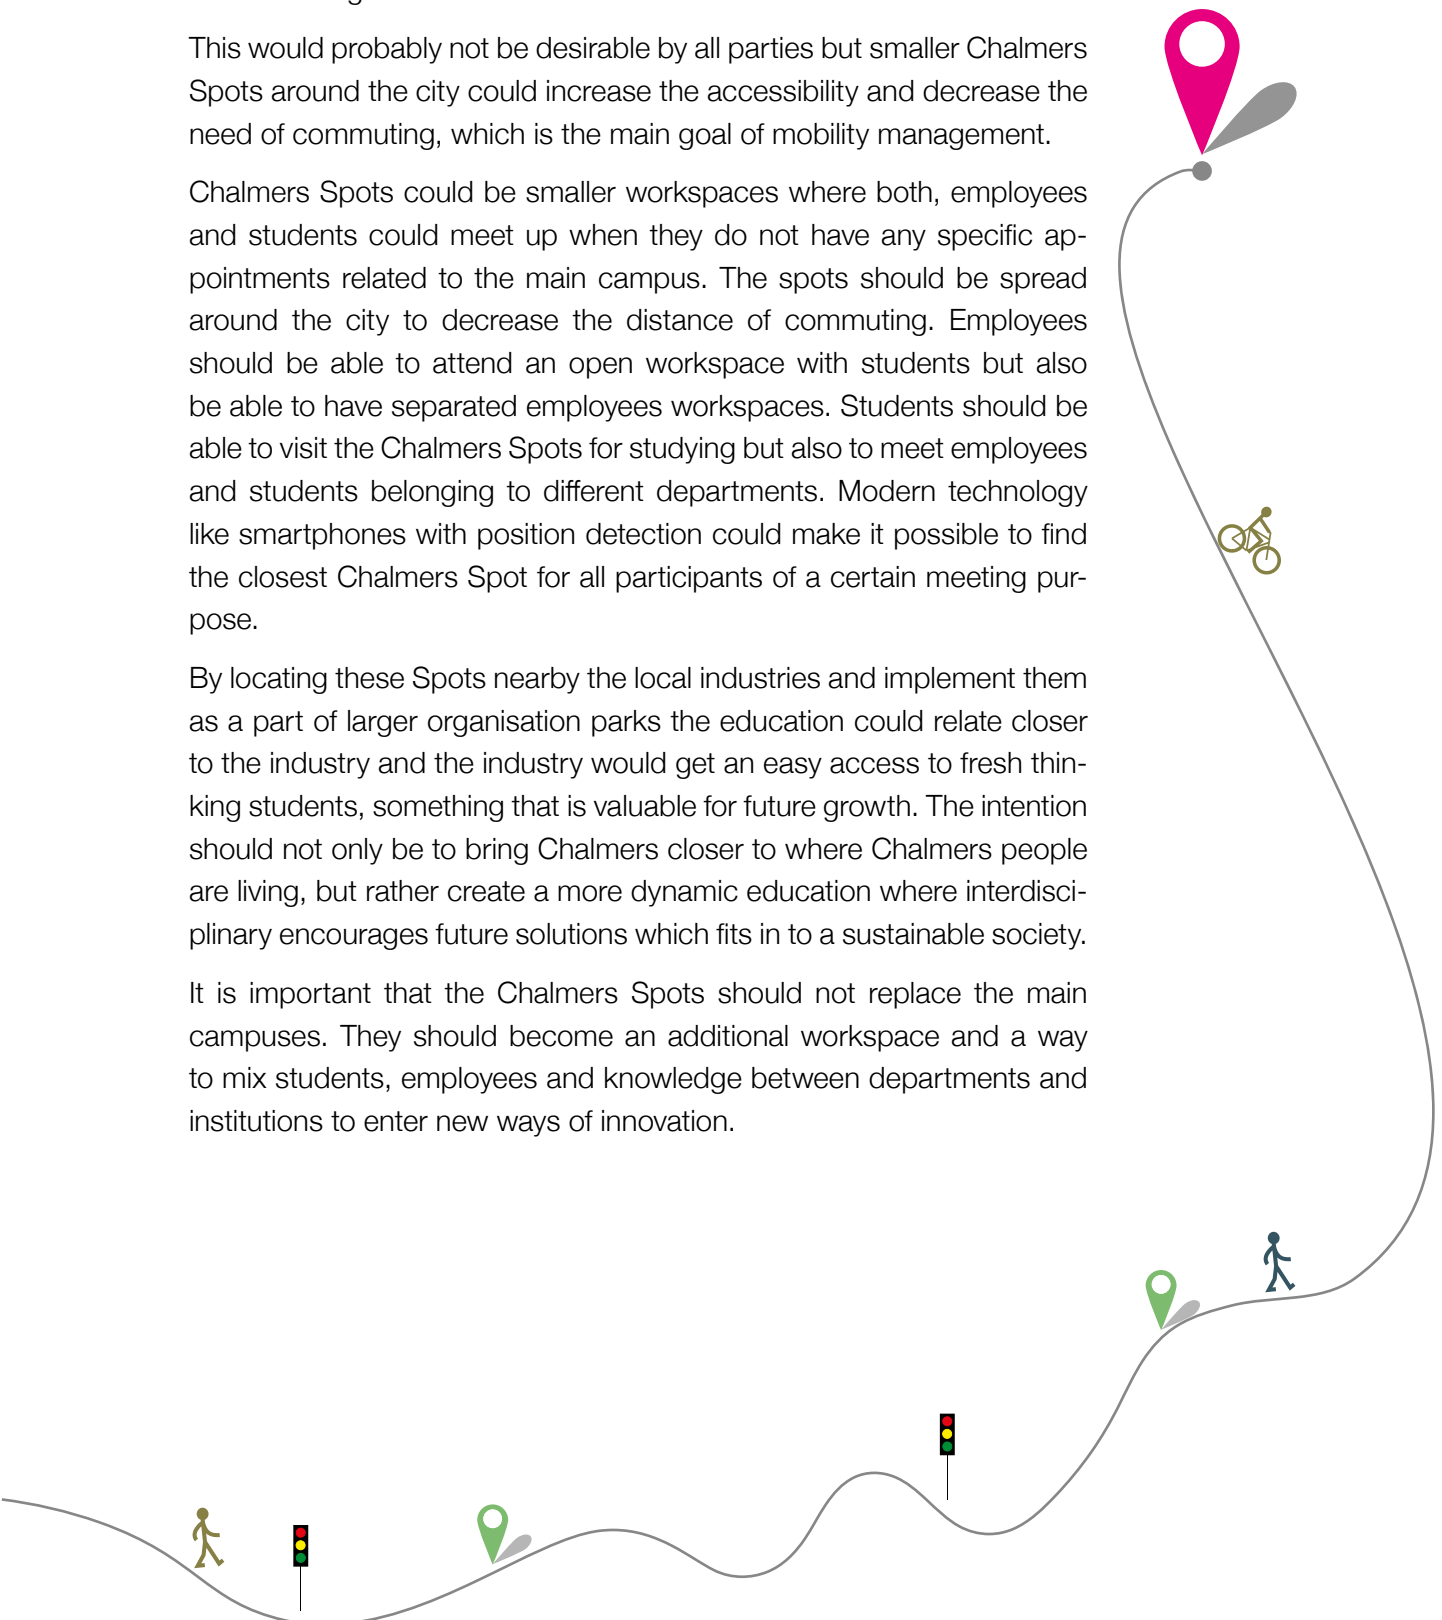 This would probably not be desirable by all parties but smaller Chalmers
Spots around the city could increase the accessibility and decrease the
need of commuting, which is the main goal of mobility management.
Chalmers Spots could be smaller workspaces where both, employees
and students could meet up when they do not have any specific ap-
pointments related to the main campus. The spots should be spread
around the city to decrease the distance of commuting. Employees
should be able to attend an open workspace with students but also
be able to have separated employees workspaces. Students should be
able to visit the Chalmers Spots for studying but also to meet employees
and students belonging to different departments. Modern technology
like smartphones with position detection could make it possible to find
the closest Chalmers Spot for all participants of a certain meeting pur-
pose.
By locating these Spots nearby the local industries and implement them
as a part of larger organisation parks the education could relate closer
to the industry and the industry would get an easy access to fresh thin-
king students, something that is valuable for future growth. The intention
should not only be to bring Chalmers closer to where Chalmers people
are living, but rather create a more dynamic education where interdisci-
plinary encourages future solutions which fits in to a sustainable society.
It is important that the Chalmers Spots should not replace the main
campuses. They should become an additional workspace and a way
to mix students, employees and knowledge between departments and
institutions to enter new ways of innovation.